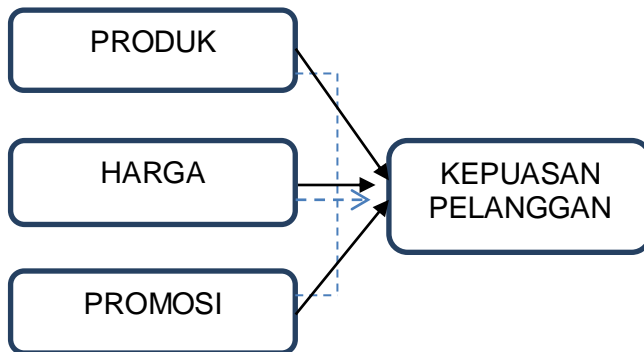 PRODUK
HARGA
KEPUASAN
PELANGGAN
PROMOSI